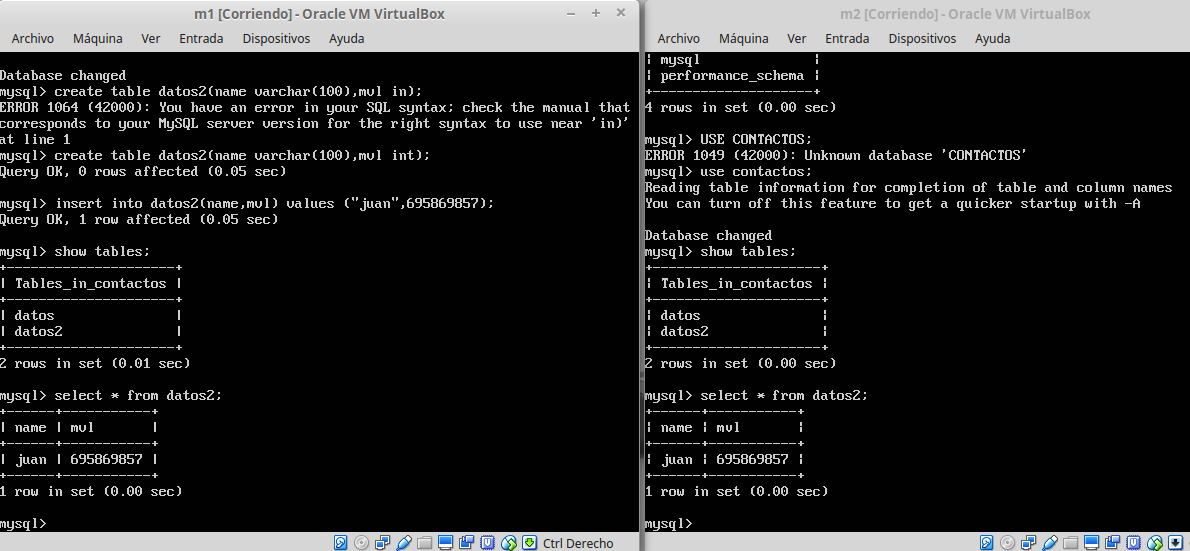 m1 [Corriendo] - Oracle VM VirtualBox
Archivo Máquina Ver Entrada Dispositivos Ayuda
Database changed
mysql> create table datos2(name varchar(100),mvl in);
ERROR 1064 (42000): You have an error in your SQL syntax; check the manual that
corresponds to your MySQL server version for the right syntax to use near 'in)'
at line 1
mysql> create table datos2(name varchar(100),mvl int);
Query OK, 0 rows affected (0.05 sec)
mysql> insert into datos2(name,mvl) values ("juan",695869857);
Query OK, 1 row affected (0.05 sec)
mysql> show tables;
+---------------------+
| Tables_in_contactos |
+---------------------+
| datos               |
| datos2              |
+---------------------+
2 rows in set (0.01 sec)
mysql> select * from datos2;
+------+-----------+
| name | mvl       |
+------+-----------+
| juan | 695869857 |
+------+-----------+
1 row in set (0.00 sec)
mysql>
Ctrl Derecho
m2 [Corriendo] - Oracle VM VirtualBox
Archivo Máquina Ver Entrada Dispositivos Ayuda
| mysql              |
| performance_schema |
+--------------------+
4 rows in set (0.00 sec)
mysql> USE CONTACTOS;
ERROR 1049 (42000): Unknown database 'CONTACTOS'
mysql> use contactos;
Reading table information for completion of table and column names
You can turn off this feature to get a quicker startup with -A
Database changed
mysql> show tables;
+---------------------+
| Tables_in_contactos |
+---------------------+
| datos               |
| datos2              |
+---------------------+
2 rows in set (0.00 sec)
mysql> select * from datos2;
+------+-----------+
| name | mvl       |
+------+-----------+
| juan | 695869857 |
+------+-----------+
1 row in set (0.00 sec)
mysql>